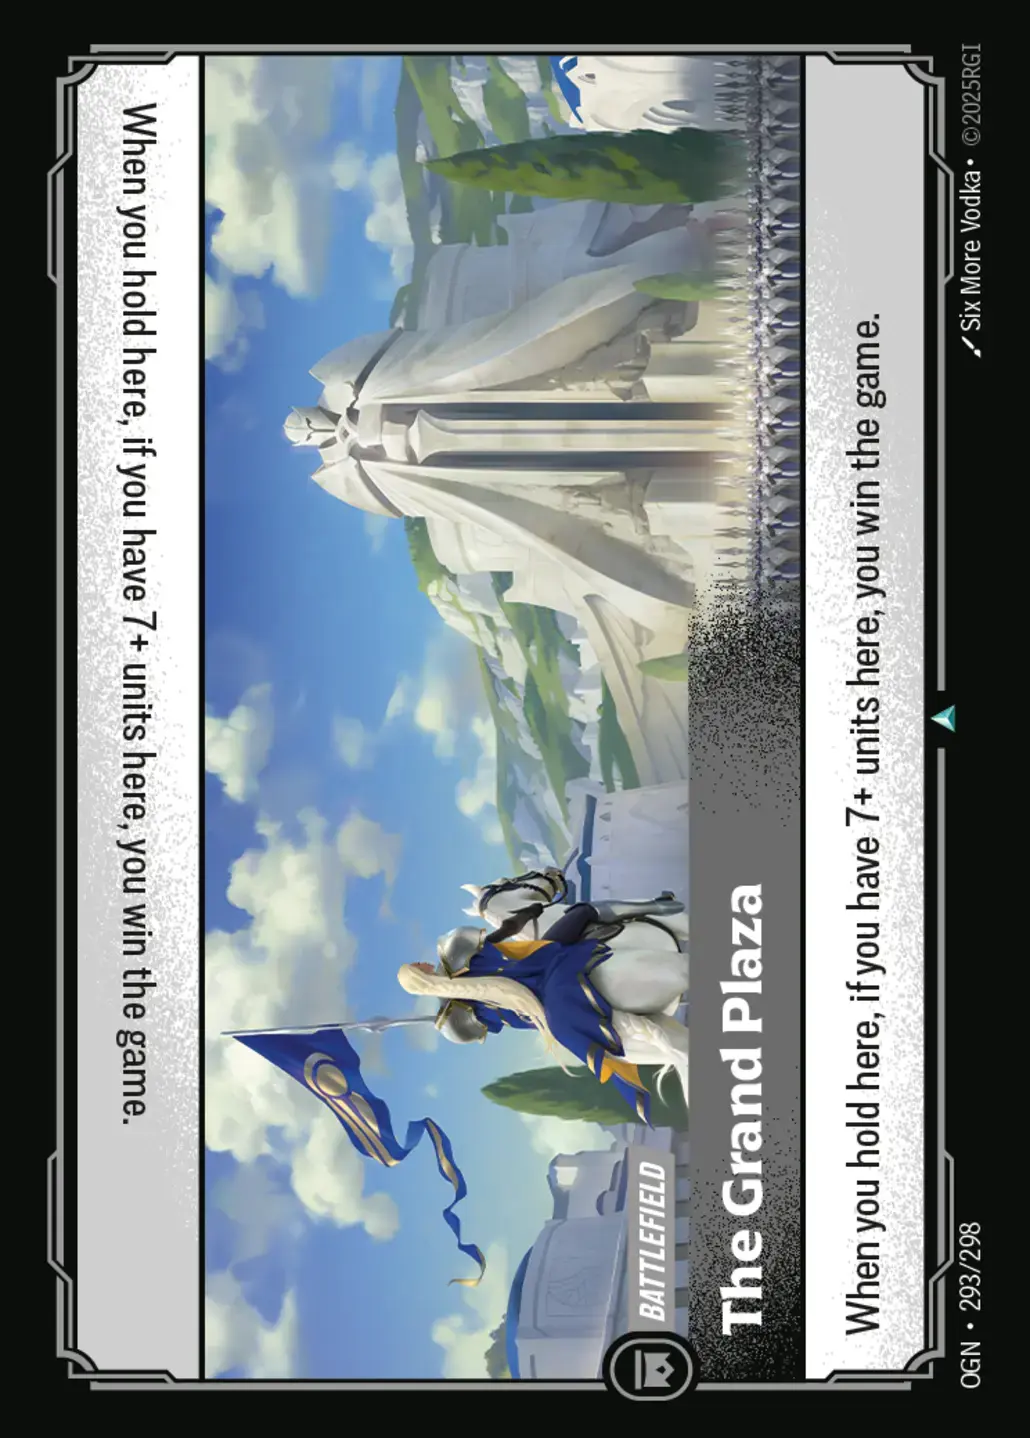 When you hold here, if you have 7+ units here, you win the game.
BATTLEFIELD
The Grand Plaza
When you hold here, if you have 7+ units here, you win the game.
OGN • 293/298
Six More Vodka • ©2025RGI